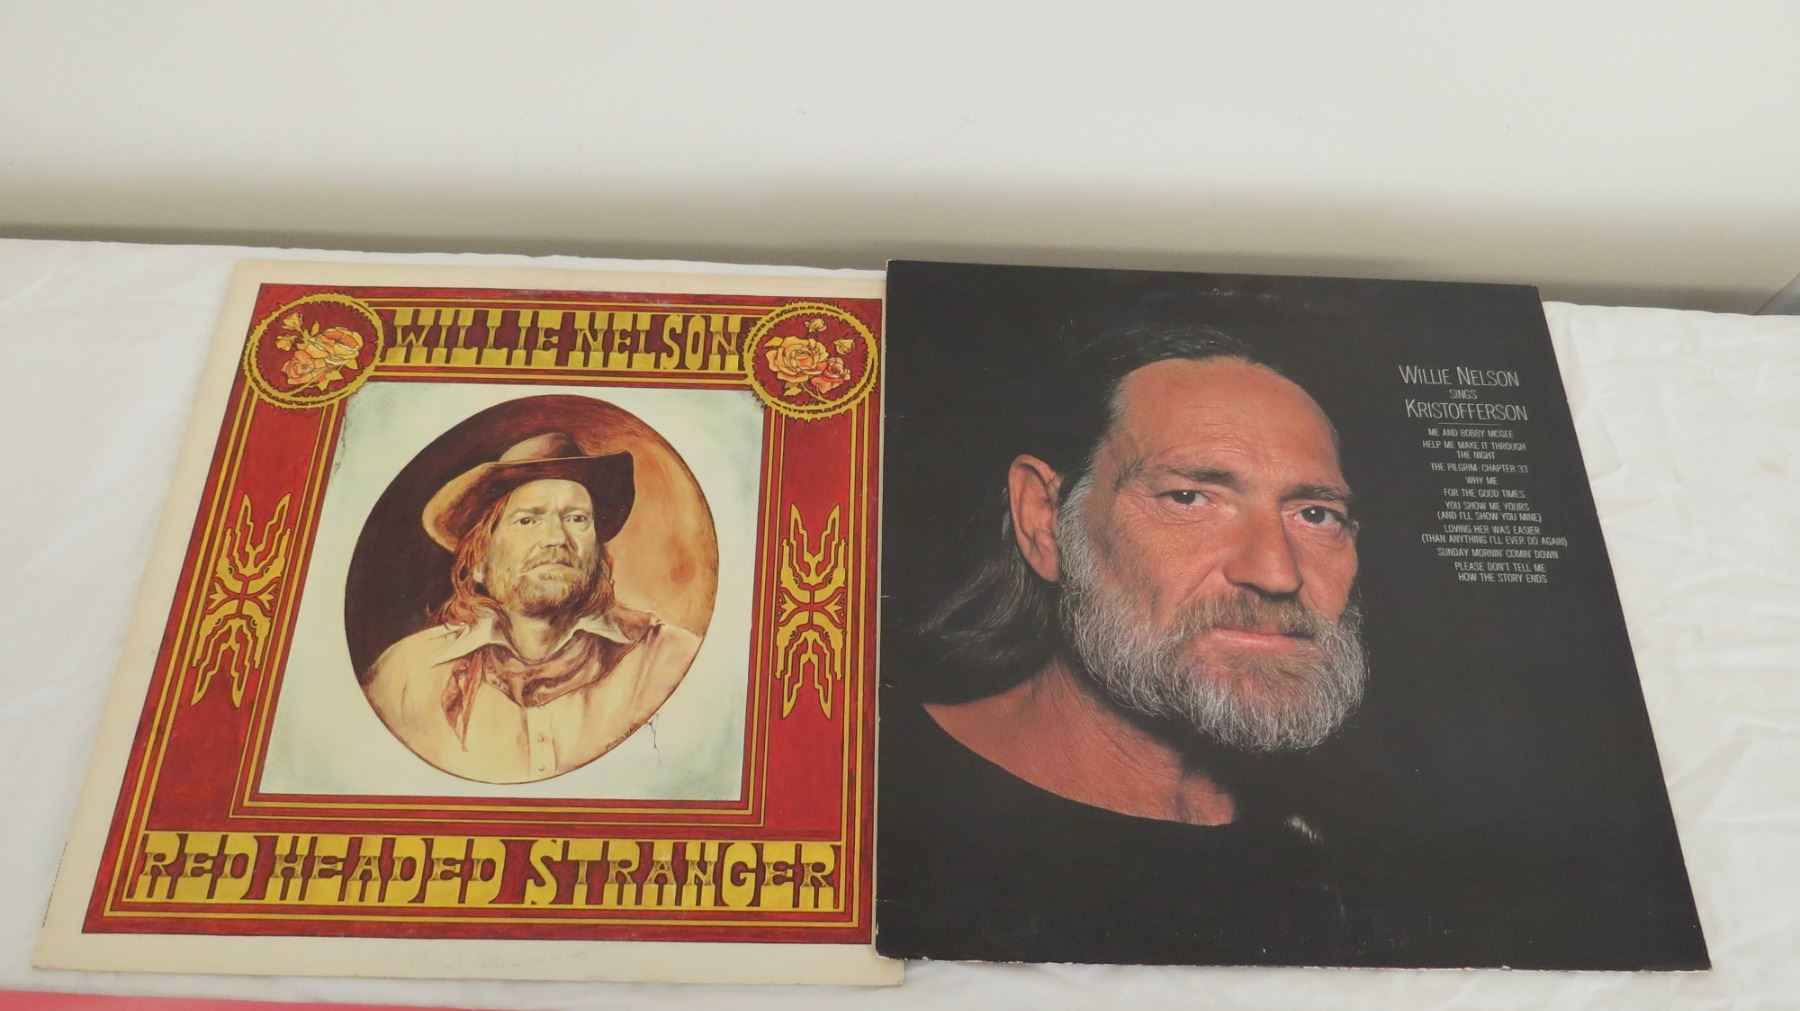 WILLIE NELSON
RED HEADED STRANGER
WILLIE NELSON
SINGS
KRISTOFFERSON
ME AND BOBBY MCGEE
HELP ME MAKE IT THROUGH
THE NIGHT
THE PILGRIM: CHAPTER 33
WHY ME
FOR THE GOOD TIMES
YOU SHOW ME YOURS
(AND I'LL SHOW YOU MINE)
LOVING HER WAS EASIER
(THAN ANYTHING I'LL EVER DO AGAIN)
SUNDAY MORNIN' COMIN' DOWN
PLEASE DON'T TELL ME
HOW THE STORY ENDS